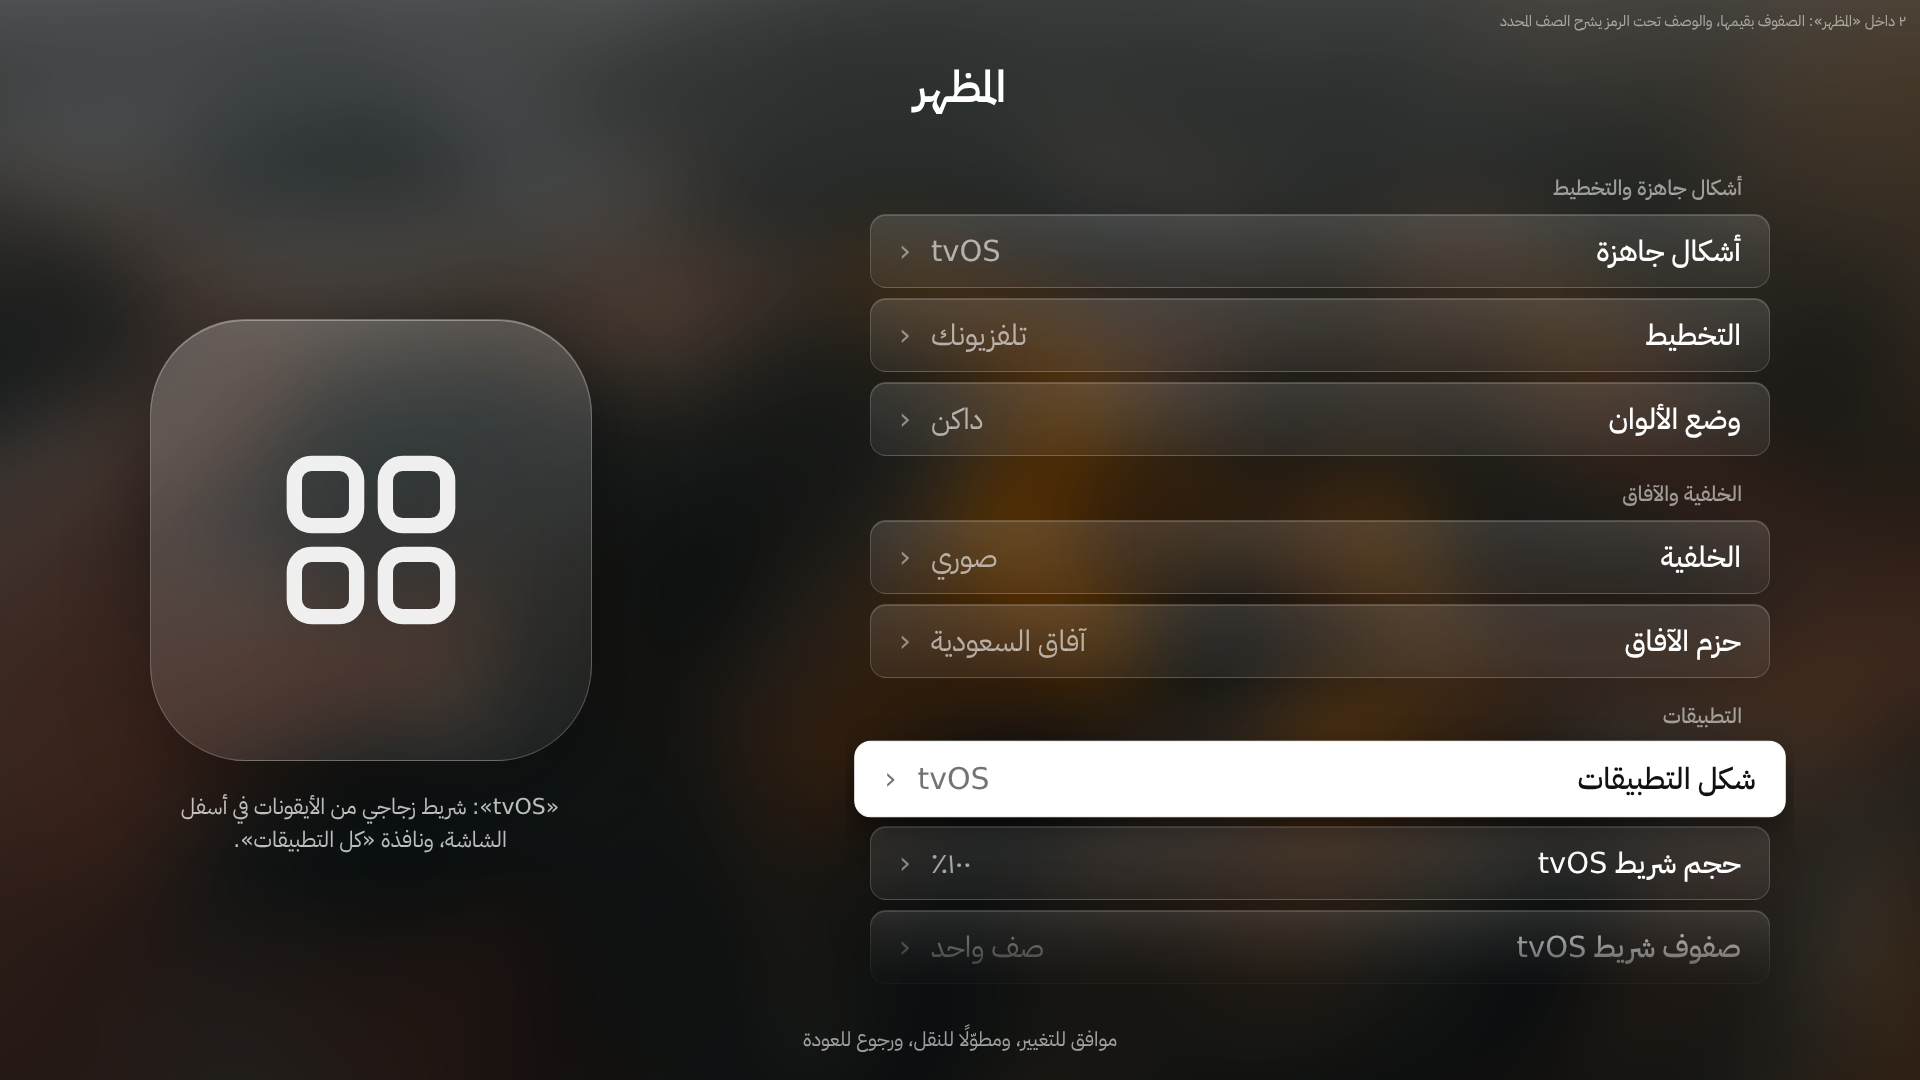 ٢ داخل «المظهر»: الصفوف بقيمها، والوصف تحت الرمز يشرح الصف المحدد
المظهر
أشكال جاهزة والتخطيط
أشكال جاهزة tvOS ‹
التخطيط تلفزيونك ‹
وضع الألوان داكن ‹
الخلفية والآفاق
الخلفية صوري ‹
حزم الآفاق آفاق السعودية ‹
التطبيقات
شكل التطبيقات tvOS ‹
حجم شريط tvOS ١٠٠٪ ‹
صفوف شريط tvOS صف واحد ‹
«tvOS»: شريط زجاجي من الأيقونات في أسفل
الشاشة، ونافذة «كل التطبيقات».
موافق للتغيير، ومطوّلًا للنقل، ورجوع للعودة